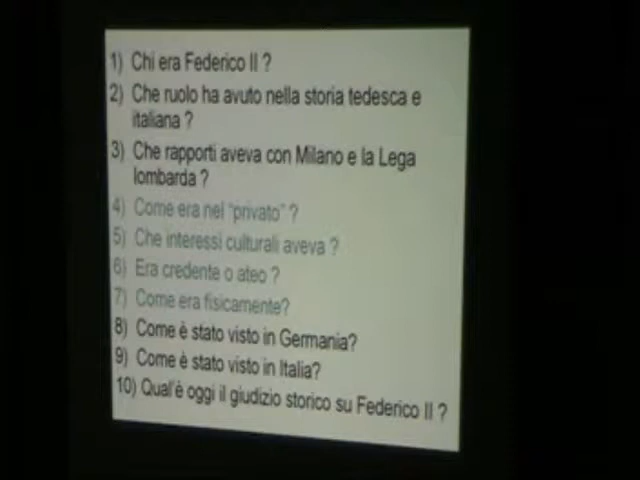 1) Chi era Federico II ?
2) Che ruolo ha avuto nella storia tedesca e
italiana ?
3) Che rapporti aveva con Milano e la Lega
lombarda ?
4) Come era nel "privato" ?
5) Che interessi culturali aveva ?
6) Era credente o ateo ?
7) Come era fisicamente?
8) Come è stato visto in Germania?
9) Come è stato visto in Italia?
10) Qual'è oggi il giudizio storico su Federico II ?